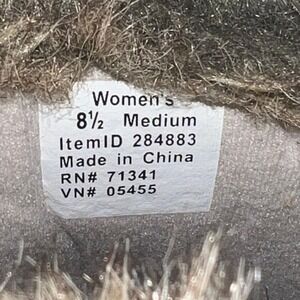 Women's
8½ Medium
ItemID 284883
Made in China
RN# 71341
VN# 05455